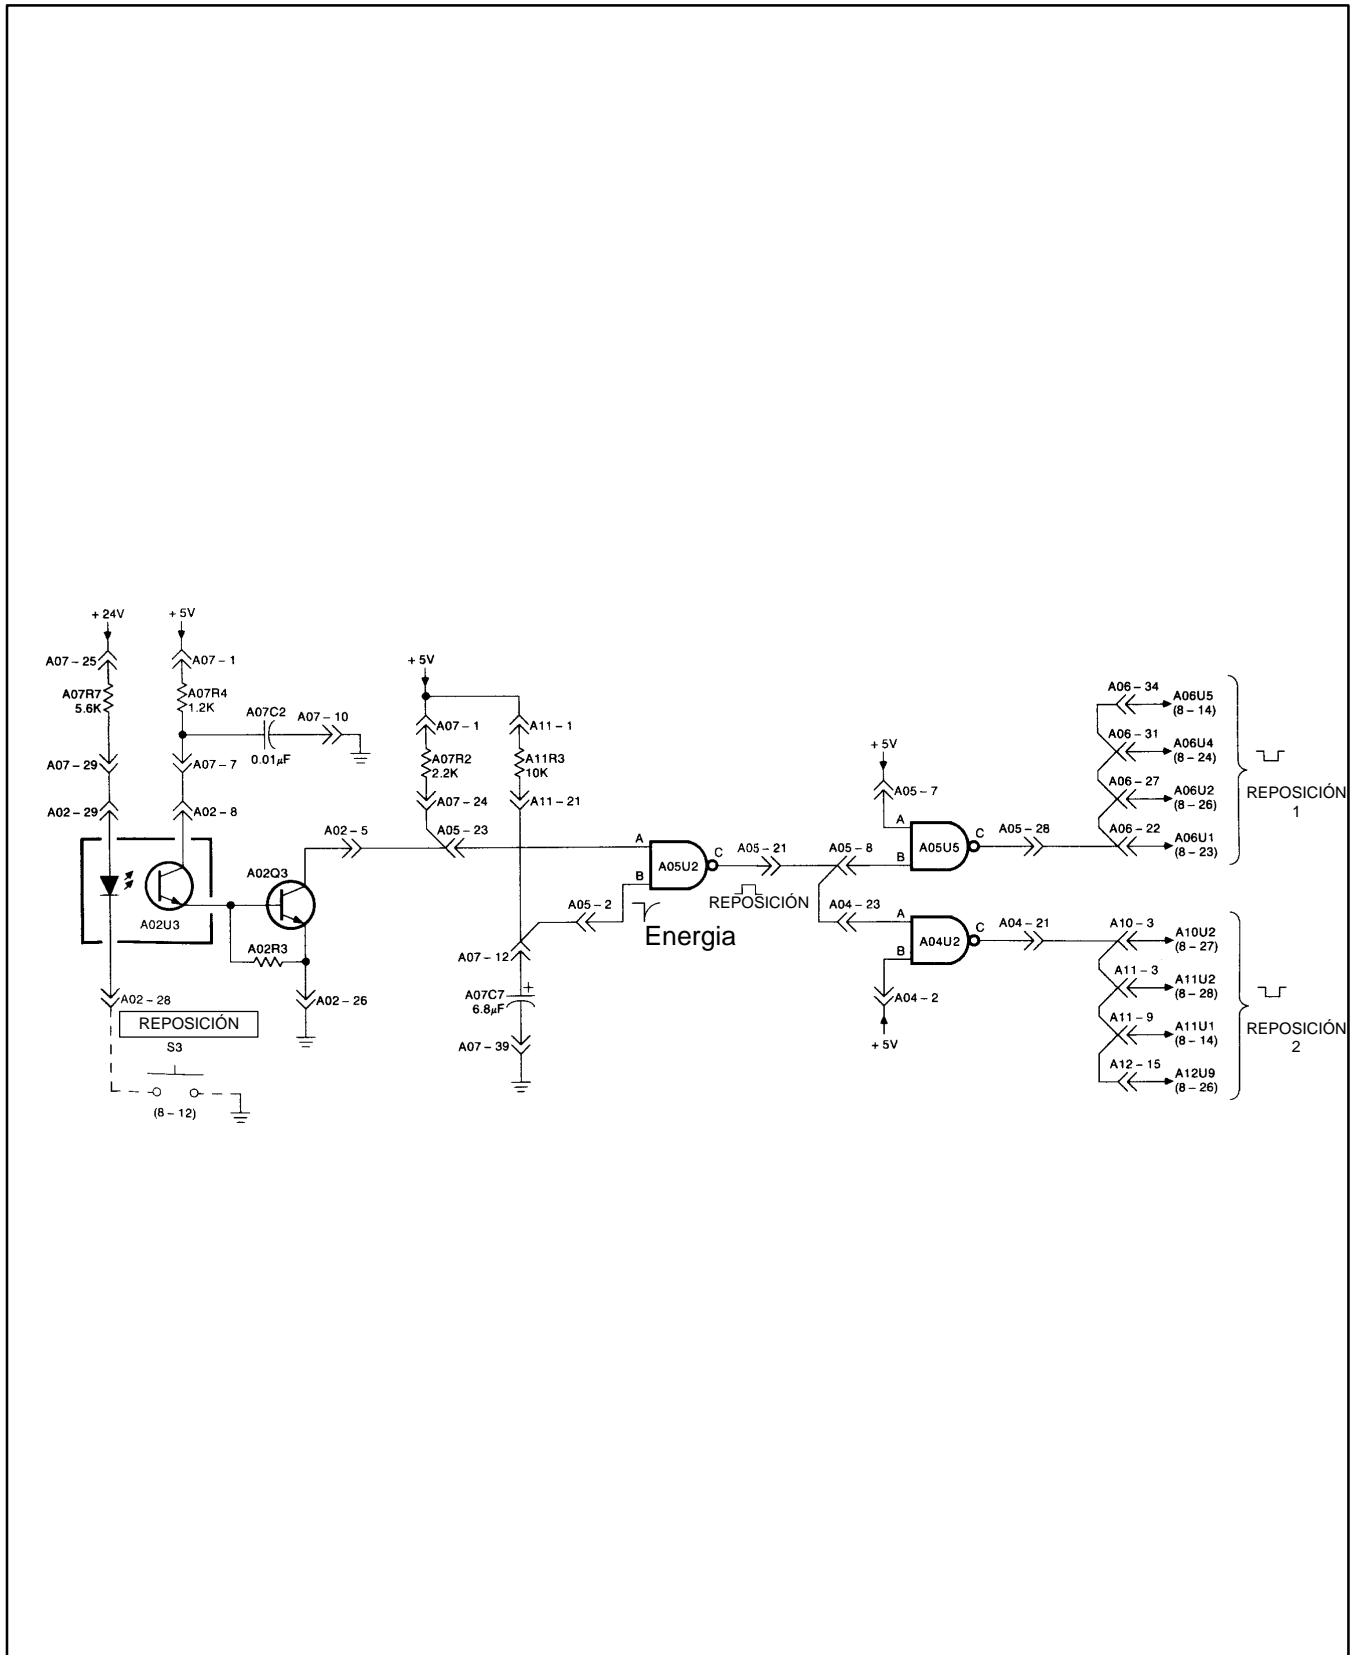 + 24V
+ 5V
A07 – 25
A07 – 1
A07R7
5.6K
A07R4
1.2K
A07C2
0.01µF
A07 – 10
A07 – 29
A07 – 7
A02 – 29
A02 – 8
A02U3
A02Q3
A02R3
A02 – 5
A02 – 28
A02 – 26
REPOSICIÓN
S3
(8 – 12)
+ 5V
A07 – 1
A11 – 1
A07R2
2.2K
A11R3
10K
A07 – 24
A11 – 21
A05 – 23
A05 – 2
A07 – 12
A07C7
6.8µF
+
A07 – 39
A
B
C
A05U2
Energia
A05 – 21
REPOSICIÓN
A05 – 8
A04 – 23
+ 5V
A05 – 7
A
B
C
A05U5
A05 – 28
A
B
C
A04U2
A04 – 21
A04 – 2
+ 5V
A06 – 34
A06U5
(8 – 14)
A06 – 31
A06U4
(8 – 24)
A06 – 27
A06U2
(8 – 26)
A06 – 22
A06U1
(8 – 23)
REPOSICIÓN
1
A10 – 3
A10U2
(8 – 27)
A11 – 3
A11U2
(8 – 28)
A11 – 9
A11U1
(8 – 14)
A12 – 15
A12U9
(8 – 26)
REPOSICIÓN
2